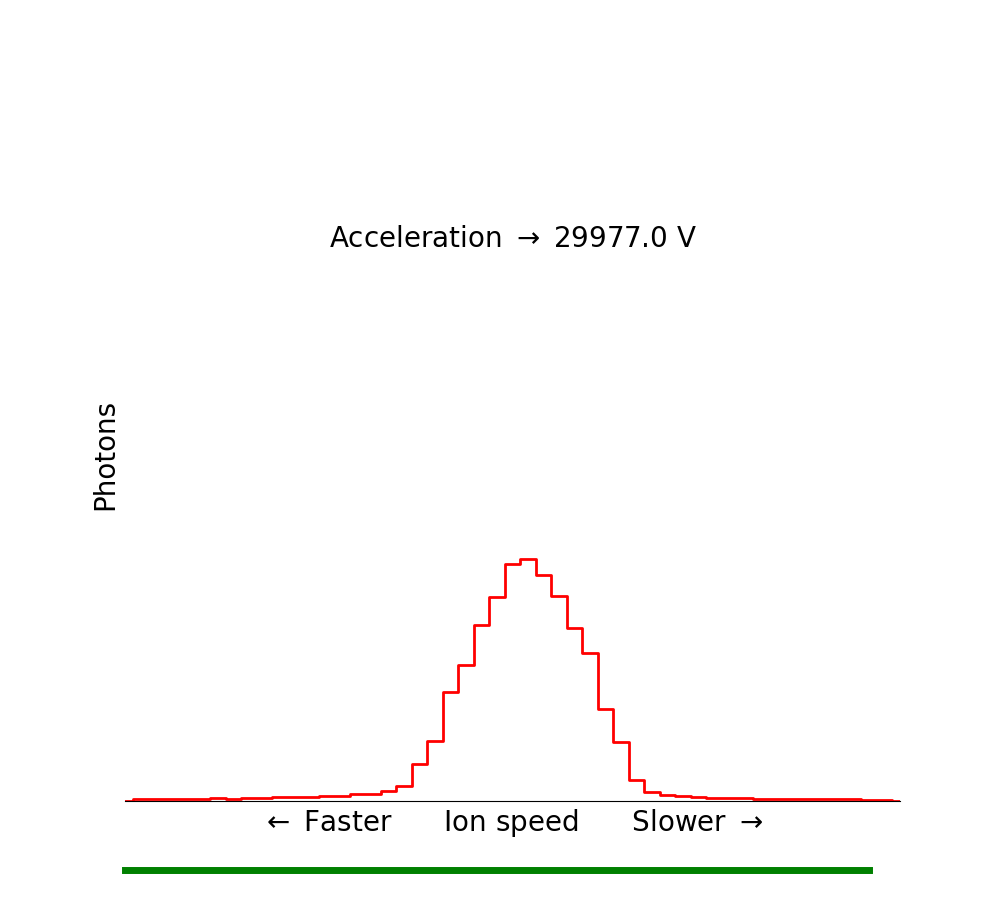 Acceleration → 29977.0 V
Photons
← Faster Ion speed Slower →